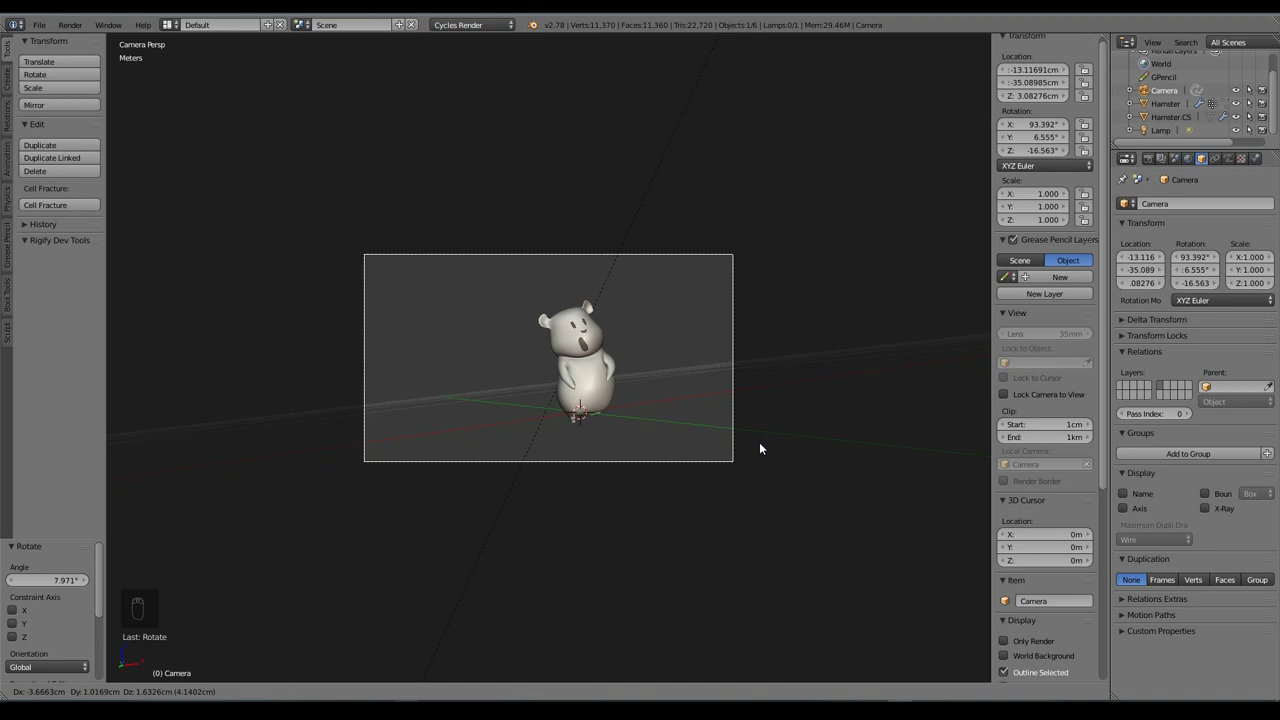 File Render Window Help Default Scene Cycles Render v2.78 | Verts:11,370 | Faces:11,360 | Tris:22,720 | Objects:1/6 | Lamps:0/1 | Mem:29.46M | Camera
Tools
Create
Relations
Animation
Physics
Grease Pencil
Bool Tools
Sculpt
Transform
Translate
Rotate
Scale
Mirror
Edit
Duplicate
Duplicate Linked
Delete
Cell Fracture:
Cell Fracture
History
Rigify Dev Tools
Rotate
Angle
7.971°
Constraint Axis
X
Y
Z
Orientation
Global
Camera Persp
Meters
Last: Rotate
(0) Camera
Dx: -3.6663cm Dy: 1.0169cm Dz: 1.6326cm (4.1402cm)
Transform
Location:
:-13.11691cm
:-35.08985cm
Z: 3.08276cm
Rotation:
X: 93.392°
Y: 6.555°
Z: -16.563°
XYZ Euler
Scale:
X: 1.000
Y: 1.000
Z: 1.000
Grease Pencil Layers
Scene Object
New
New Layer
View
Lens: 35mm
Lock to Object:
Lock to Cursor
Lock Camera to View
Clip:
Start: 1cm
End: 1km
Local Camera:
Camera
Render Border
3D Cursor
Location:
X: 0m
Y: 0m
Z: 0m
Item
Camera
Display
Only Render
World Background
Outline Selected
View Search All Scenes
RenderLayers
World
GPencil
Camera
Hamster
Hamster.CS
Lamp
Camera
Camera
Transform
Location: Rotation: Scale:
-13.116 93.392° X:1.000
-35.089 :6.555° Y: 1.000
.08276 -16.563 Z:1.000
Rotation Mo XYZ Euler
Delta Transform
Transform Locks
Relations
Layers: Parent:
Object
Pass Index: 0
Groups
Add to Group
Display
Name Boun Box
Axis X-Ray
Maximum Dupli Dra
Wire
Duplication
None Frames Verts Faces Group
Relations Extras
Motion Paths
Custom Properties